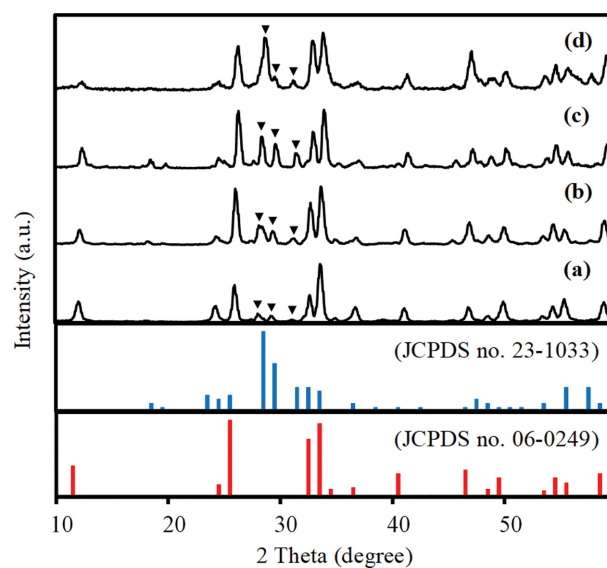 (d)
(c)
(b)
(a)
Intensity (a.u.)
(JCPDS no. 23-1033)
(JCPDS no. 06-0249)
10 20 30 40 50
2 Theta (degree)